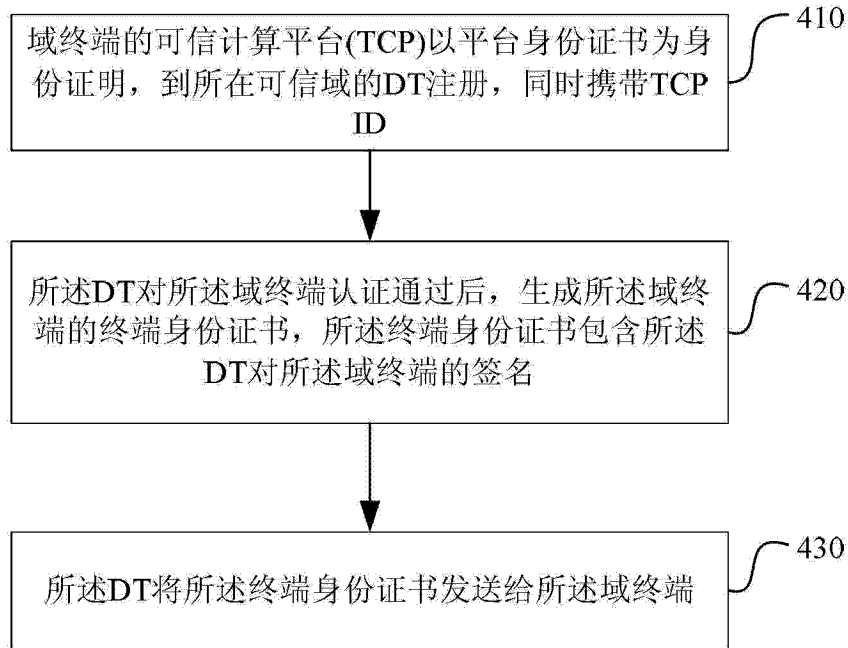 域终端的可信计算平台(TCP)以平台身份证书为身
份证明，到所在可信域的DT注册，同时携带TCP
ID
410
所述DT对所述域终端认证通过后，生成所述域终
端的终端身份证书，所述终端身份证书包含所述
DT对所述域终端的签名
420
所述DT将所述终端身份证书发送给所述域终端
430